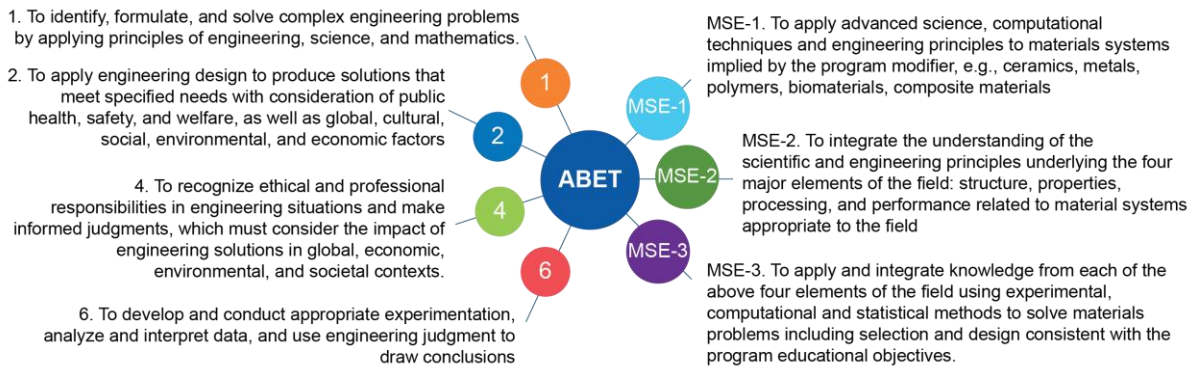 1. To identify, formulate, and solve complex engineering problems
by applying principles of engineering, science, and mathematics.
2. To apply engineering design to produce solutions that
meet specified needs with consideration of public
health, safety, and welfare, as well as global, cultural,
social, environmental, and economic factors
4. To recognize ethical and professional
responsibilities in engineering situations and make
informed judgments, which must consider the impact of
engineering solutions in global, economic,
environmental, and societal contexts.
6. To develop and conduct appropriate experimentation,
analyze and interpret data, and use engineering judgment to
draw conclusions
1
2
4
6
ABET
MSE-1
MSE-2
MSE-3
MSE-1. To apply advanced science, computational
techniques and engineering principles to materials systems
implied by the program modifier, e.g., ceramics, metals,
polymers, biomaterials, composite materials
MSE-2. To integrate the understanding of the
scientific and engineering principles underlying the four
major elements of the field: structure, properties,
processing, and performance related to material systems
appropriate to the field
MSE-3. To apply and integrate knowledge from each of the
above four elements of the field using experimental,
computational and statistical methods to solve materials
problems including selection and design consistent with the
program educational objectives.